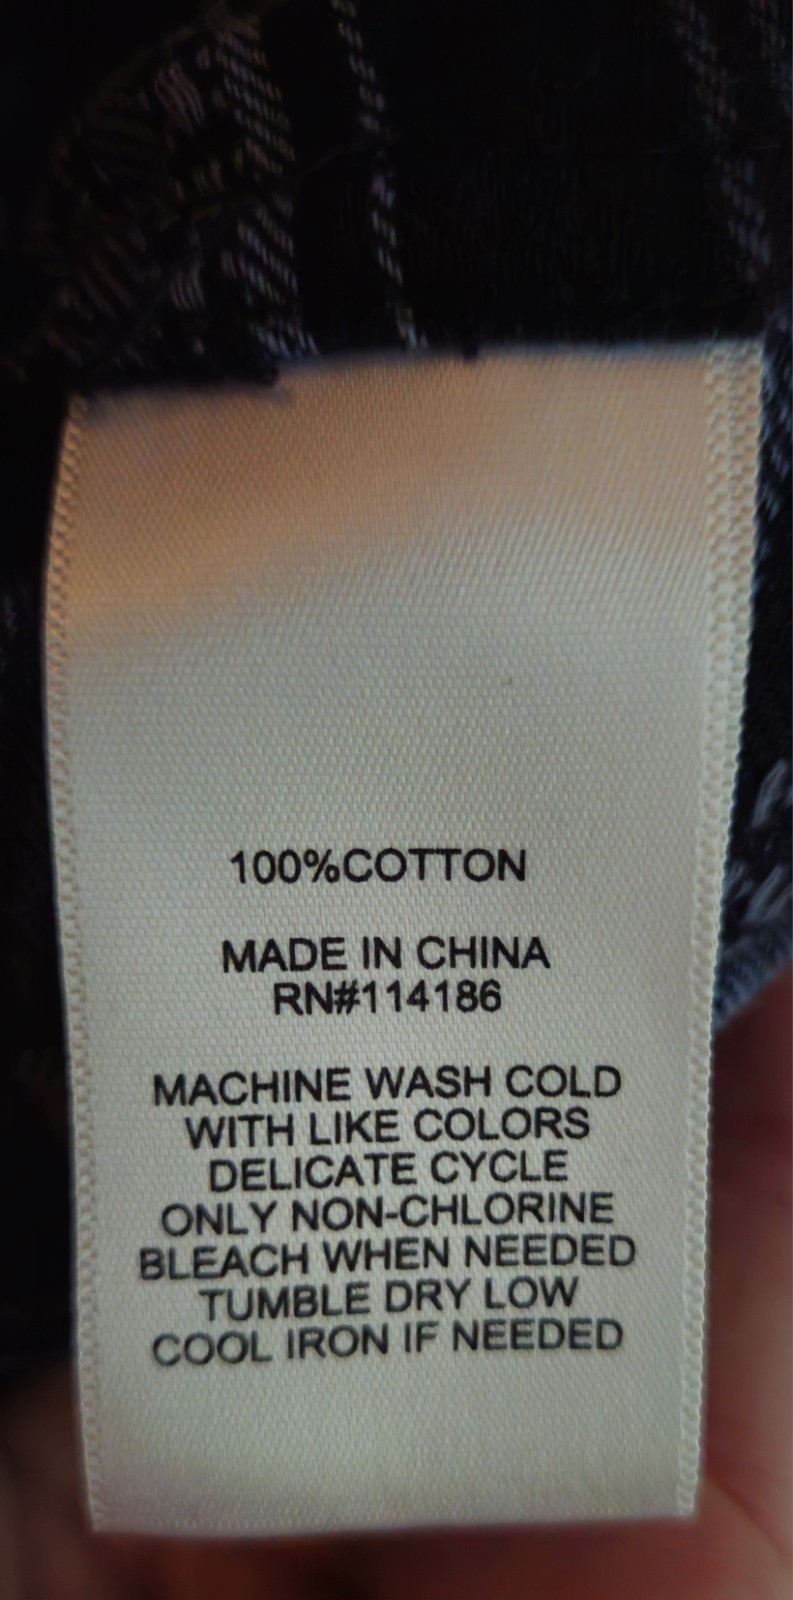 100%COTTON
MADE IN CHINA
RN#114186
MACHINE WASH COLD
WITH LIKE COLORS
DELICATE CYCLE
ONLY NON-CHLORINE
BLEACH WHEN NEEDED
TUMBLE DRY LOW
COOL IRON IF NEEDED